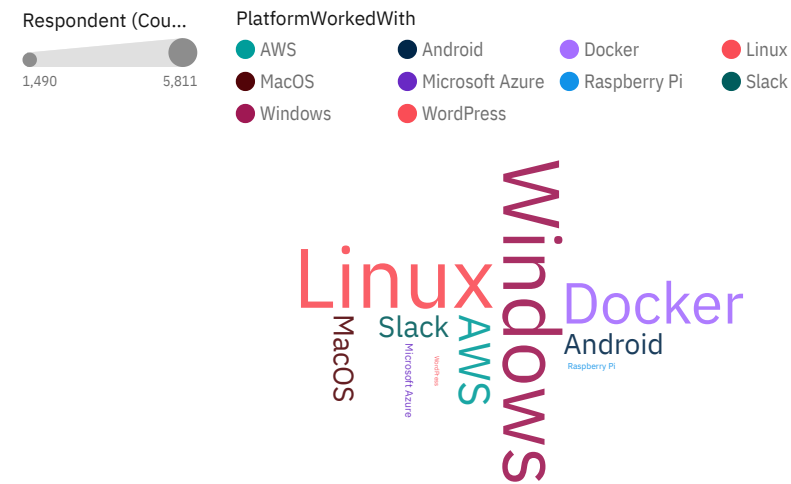 Respondent (Cou...
1,490 5,811
PlatformWorkedWith
AWS Android Docker Linux
MacOS Microsoft Azure Raspberry Pi Slack
Windows WordPress
Windows
Linux
Docker
MacOS
Slack
AWS
Android
Microsoft Azure
WordPress
Raspberry Pi